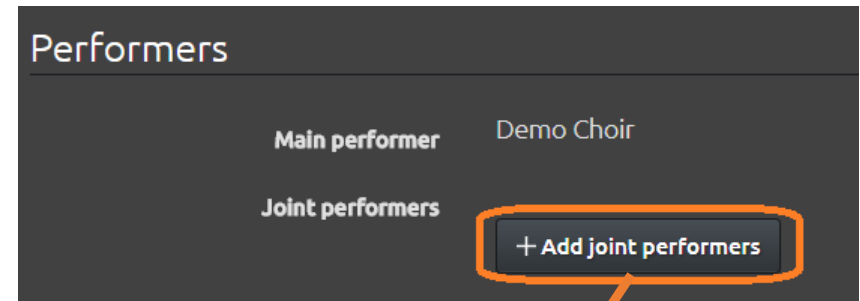 Performers
Main performer Demo Choir
Joint performers
+ Add joint performers